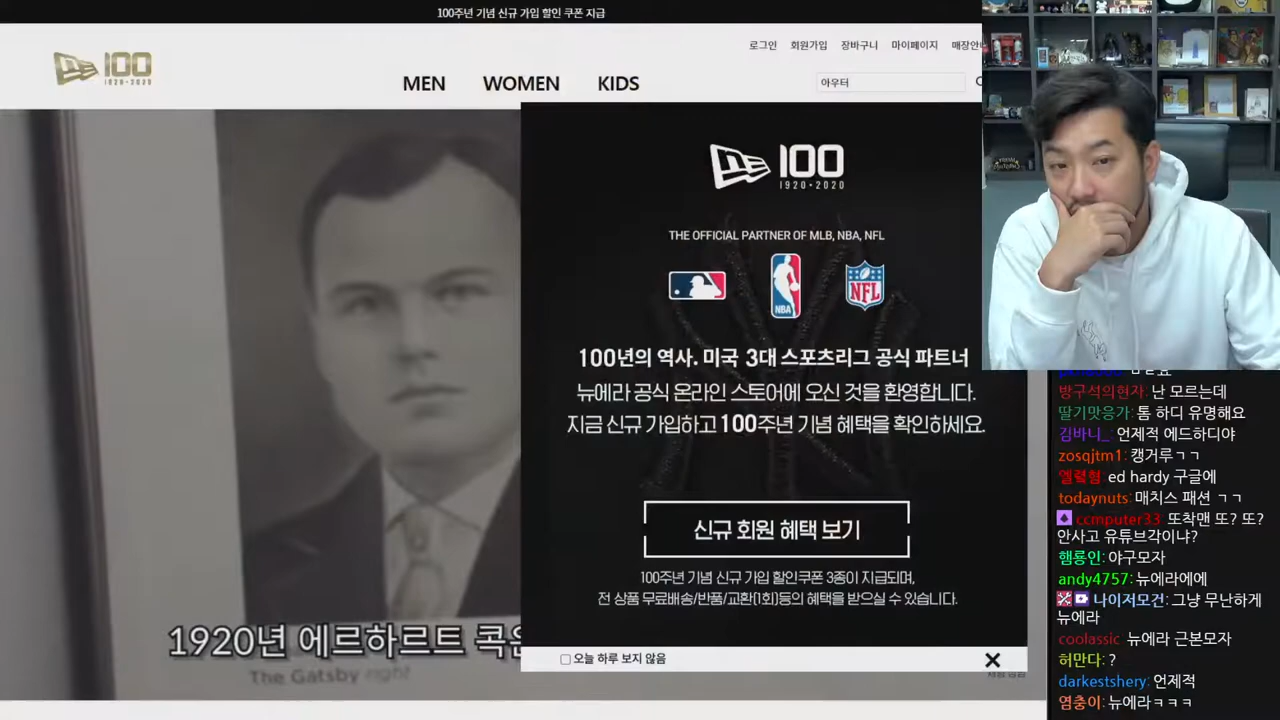 100주년 기념 신규 가입 할인 쿠폰 지급
100
1920-2020
로그인 회원가입 장바구니 마이페이지 매장안
MEN WOMEN KIDS
아우터
100
1920-2020
THE OFFICIAL PARTNER OF MLB, NBA, NFL
NBA
NFL
100년의 역사. 미국 3대 스포츠리그 공식 파트너
뉴에라 공식 온라인 스토어에 오신 것을 환영합니다.
지금 신규 가입하고 100주년 기념 혜택을 확인하세요.
신규 회원 혜택 보기
100주년 기념 신규 가입 할인쿠폰 3종이 지급되며,
전 상품 무료배송/반품/교환(1회)등의 혜택을 받으실 수 있습니다.
오늘 하루 보지 않음
1920년 에르하르트 콕은
The Gatsby right
방구석의현자: 난 모르는데
딸기맛응가: 톰 하디 유명해요
김바니_: 언제적 에드하디야
zosqjtm1: 캥거루ㄱㄱ
ed hardy 구글에
todaynuts: 매치스 패션 ㄱㄱ
ccmputer33 또착맨 또? 또?
안사고 유튜브각이냐?
햄룡인: 야구모자
andy4757: 뉴에라에에
나이저모건: 그냥 무난하게
뉴에라
coolassic 뉴에라 근본모자
허만다: ?
darkestshery: 언제적
염충이: 뉴에라ㅋㅋㅋ